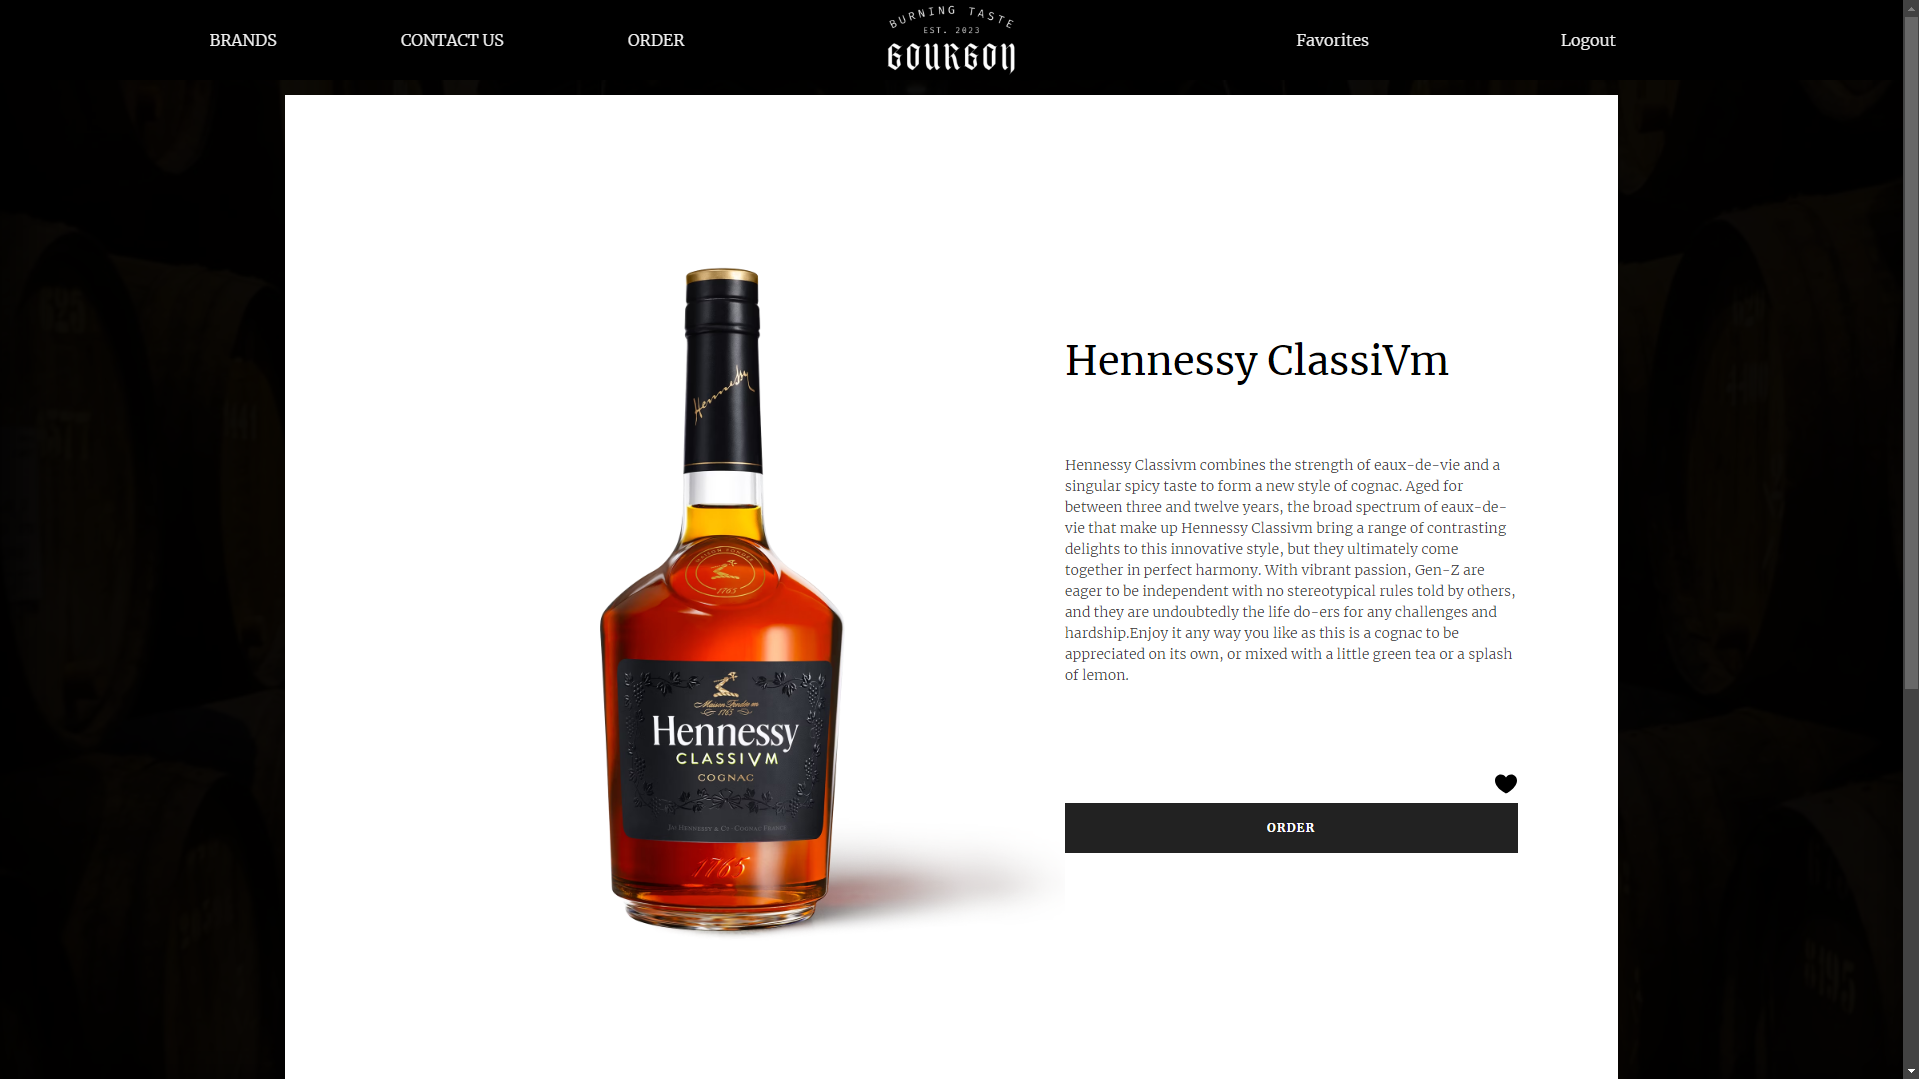 BRANDS
CONTACT US
ORDER
BURNING TASTE
EST. 2023
GOURGON
Favorites
Logout
Hennessy
MAISON FONDÉE
1765
Maison Fondée en
1765
Hennessy
CLASSIVM
COGNAC
JAS HENNESSY & CO - COGNAC FRANCE
1765
Hennessy ClassiVm
Hennessy Classivm combines the strength of eaux-de-vie and a
singular spicy taste to form a new style of cognac. Aged for
between three and twelve years, the broad spectrum of eaux-de-
vie that make up Hennessy Classivm bring a range of contrasting
delights to this innovative style, but they ultimately come
together in perfect harmony. With vibrant passion, Gen-Z are
eager to be independent with no stereotypical rules told by others,
and they are undoubtedly the life do-ers for any challenges and
hardship.Enjoy it any way you like as this is a cognac to be
appreciated on its own, or mixed with a little green tea or a splash
of lemon.
ORDER